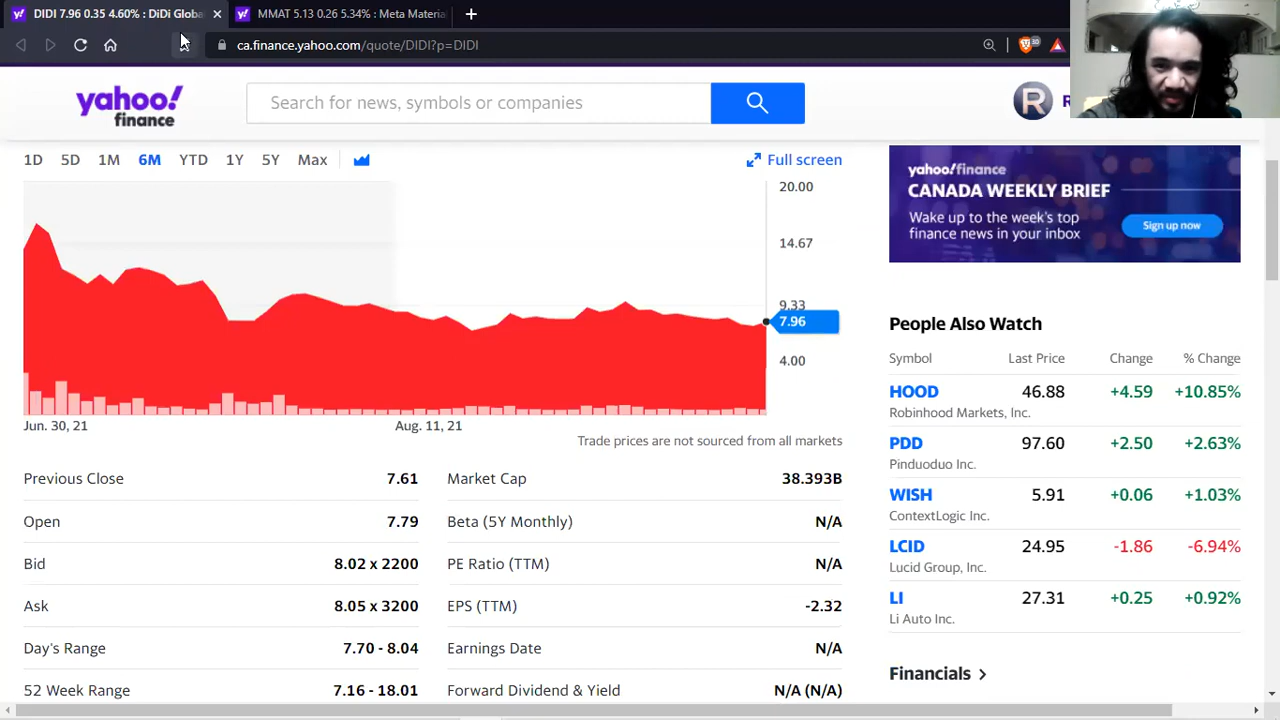 DIDI 7.96 0.35 4.60% : DiDi Globa
MMAT 5.13 0.26 5.34% : Meta Materia
ca.finance.yahoo.com/quote/DIDI?p=DIDI
30
yahoo!
finance
Search for news, symbols or companies
R
1D 5D 1M 6M YTD 1Y 5Y Max
Full screen
20.00
14.67
9.33
7.96
4.00
Jun. 30, 21
Aug. 11, 21
Trade prices are not sourced from all markets
Previous Close 7.61
Open 7.79
Bid 8.02 x 2200
Ask 8.05 x 3200
Day's Range 7.70 - 8.04
52 Week Range 7.16 - 18.01
Market Cap 38.393B
Beta (5Y Monthly) N/A
PE Ratio (TTM) N/A
EPS (TTM) -2.32
Earnings Date N/A
Forward Dividend & Yield N/A (N/A)
yahoo!finance
CANADA WEEKLY BRIEF
Wake up to the week's top
finance news in your inbox
Sign up now
People Also Watch
Symbol Last Price Change % Change
HOOD 46.88 +4.59 +10.85%
Robinhood Markets, Inc.
PDD 97.60 +2.50 +2.63%
Pinduoduo Inc.
WISH 5.91 +0.06 +1.03%
ContextLogic Inc.
LCID 24.95 -1.86 -6.94%
Lucid Group, Inc.
LI 27.31 +0.25 +0.92%
Li Auto Inc.
Financials